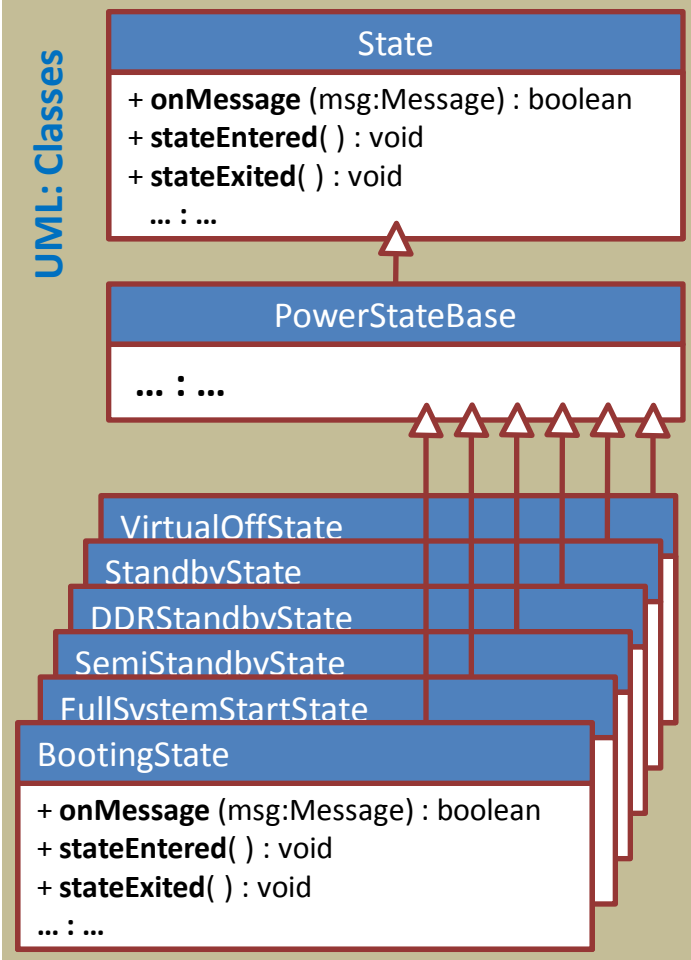 UML: Classes
State
+ onMessage (msg:Message) : boolean
+ stateEntered( ) : void
+ stateExited( ) : void
... : ...
PowerStateBase
... : ...
VirtualOffState
StandbyState
DDRStandbyState
SemiStandbyState
FullSystemStartState
BootingState
+ onMessage (msg:Message) : boolean
+ stateEntered( ) : void
+ stateExited( ) : void
... : ...